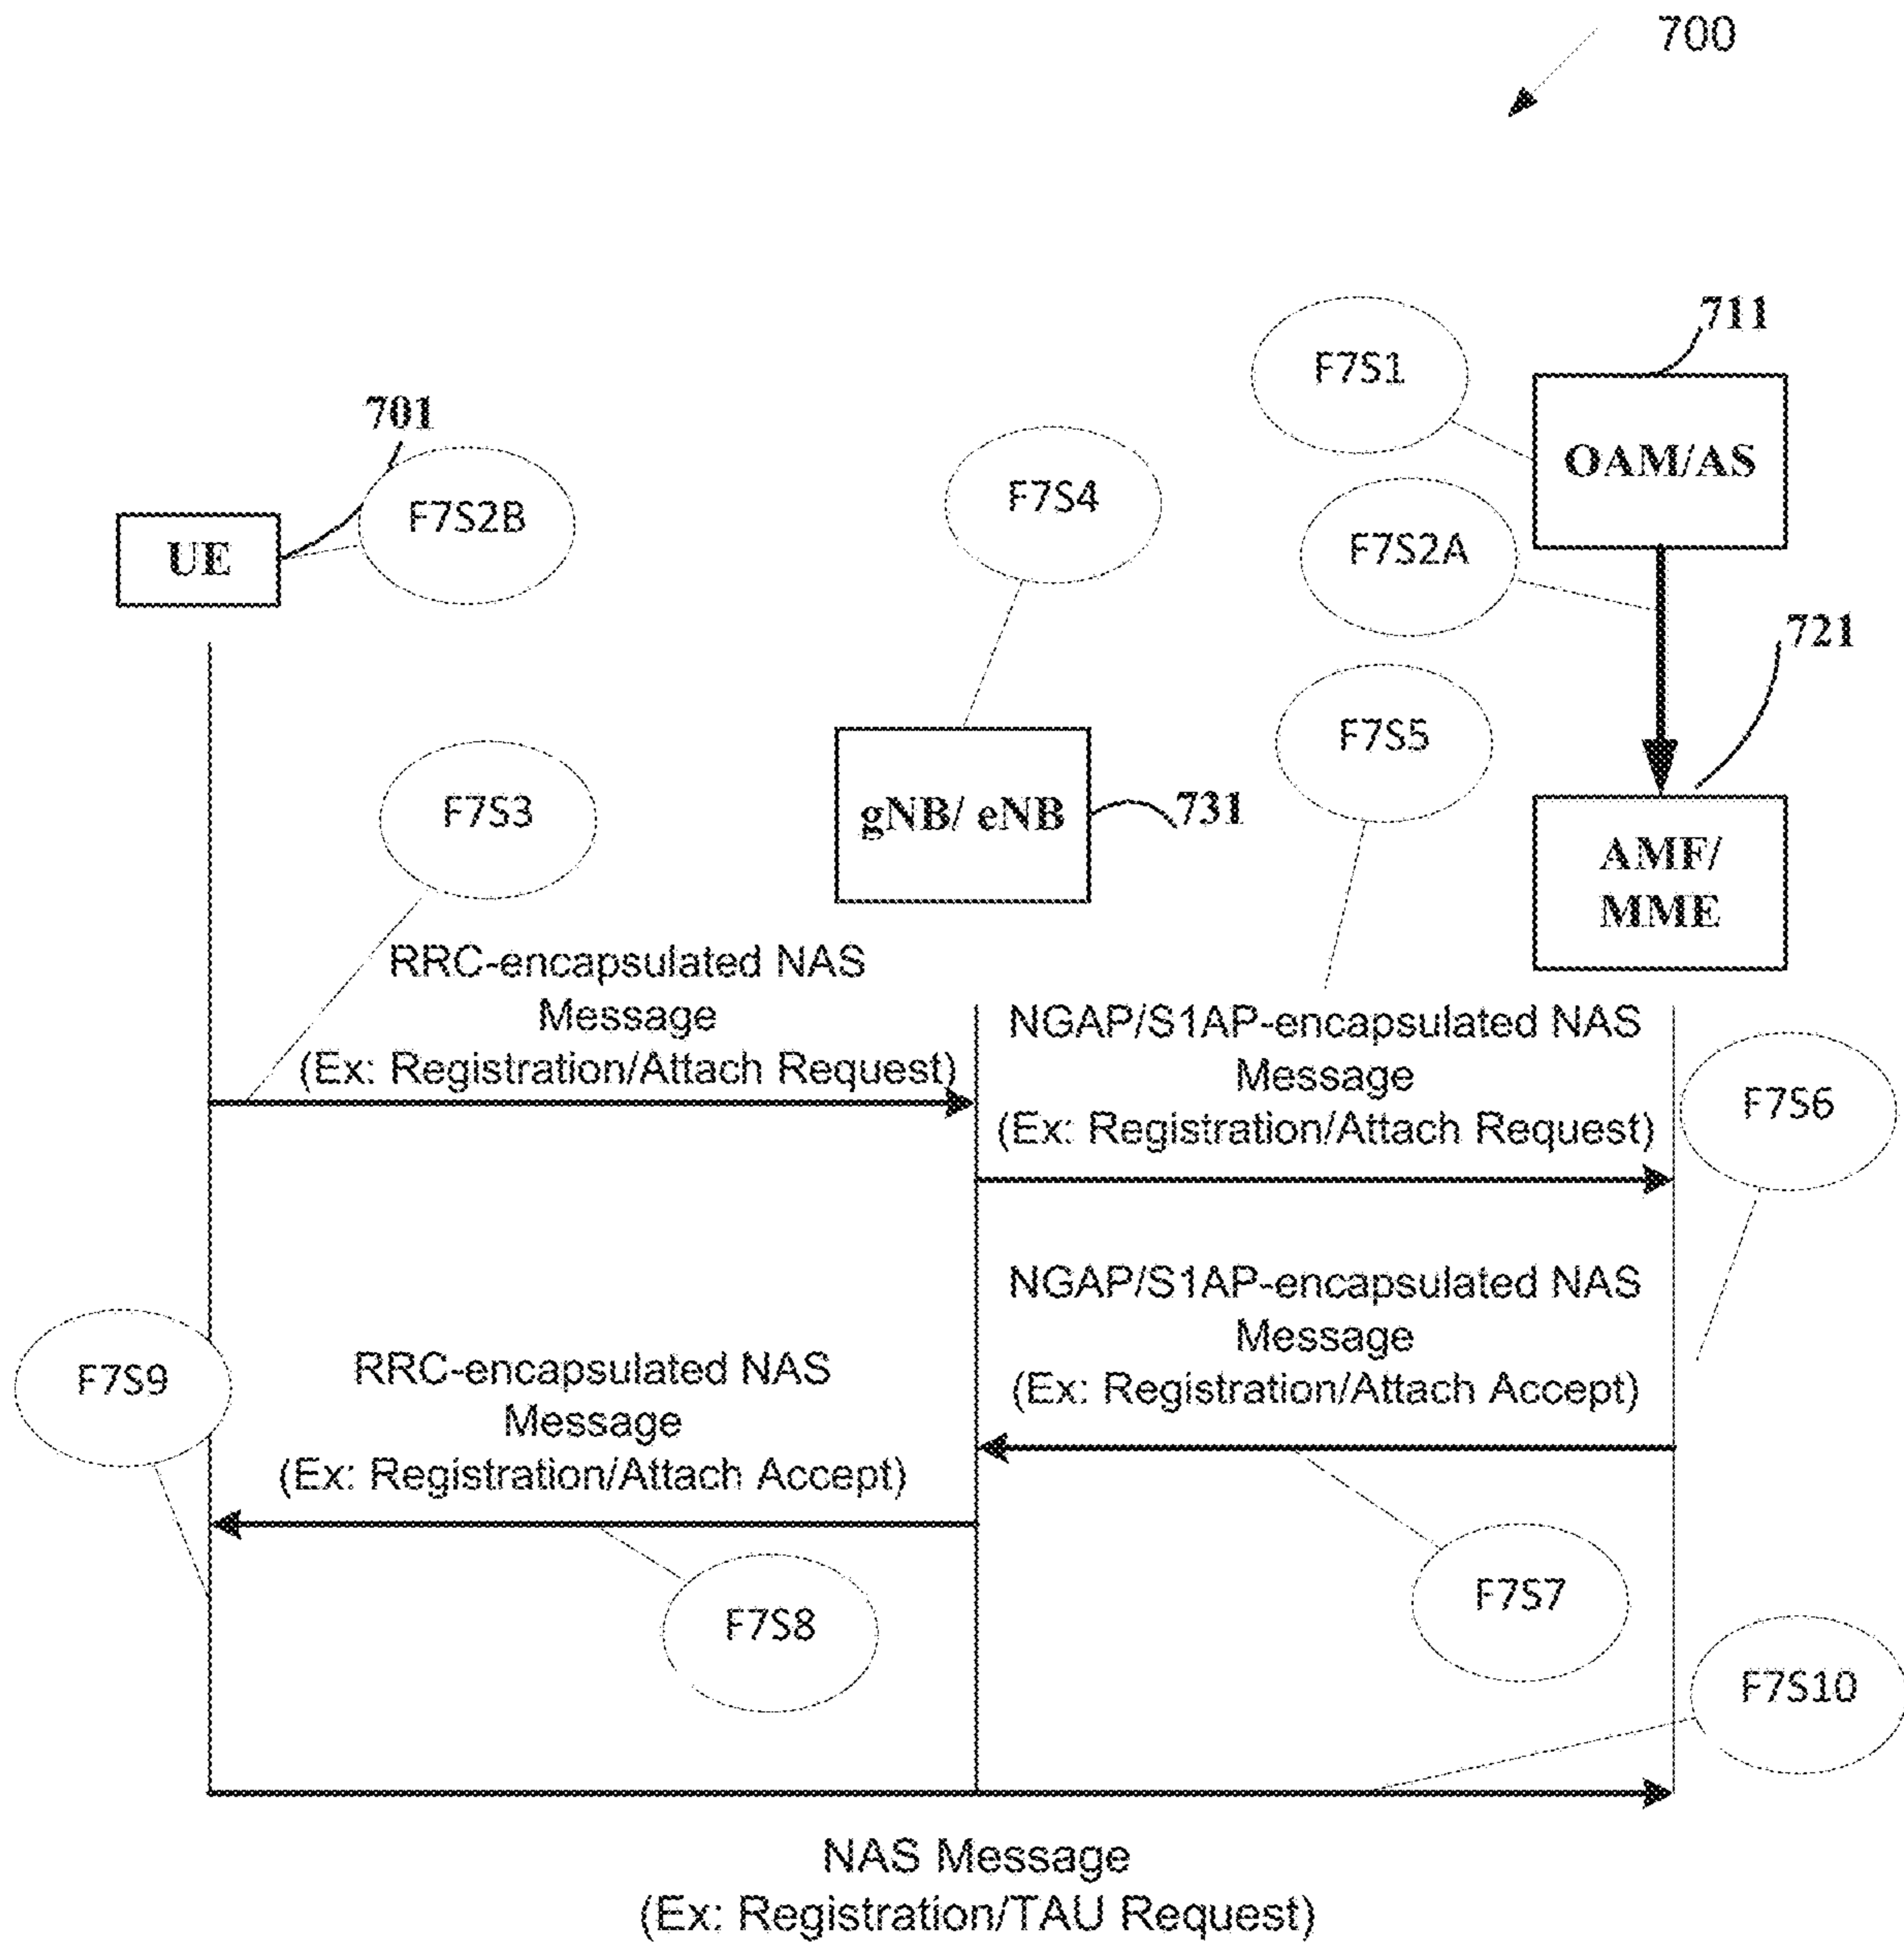 700
711
F7S1
OAM/AS
701
F7S2B
UE
F7S4
F7S2A
721
F7S5
F7S3
gNB/ eNB
731
AMF/
MME
RRC-encapsulated NAS
Message
(Ex: Registration/Attach Request)
NGAP/S1AP-encapsulated NAS
Message
(Ex: Registration/Attach Request)
F7S6
NGAP/S1AP-encapsulated NAS
Message
(Ex: Registration/Attach Accept)
F7S9
RRC-encapsulated NAS
Message
(Ex: Registration/Attach Accept)
F7S7
F7S8
F7S10
NAS Message
(Ex: Registration/TAU Request)